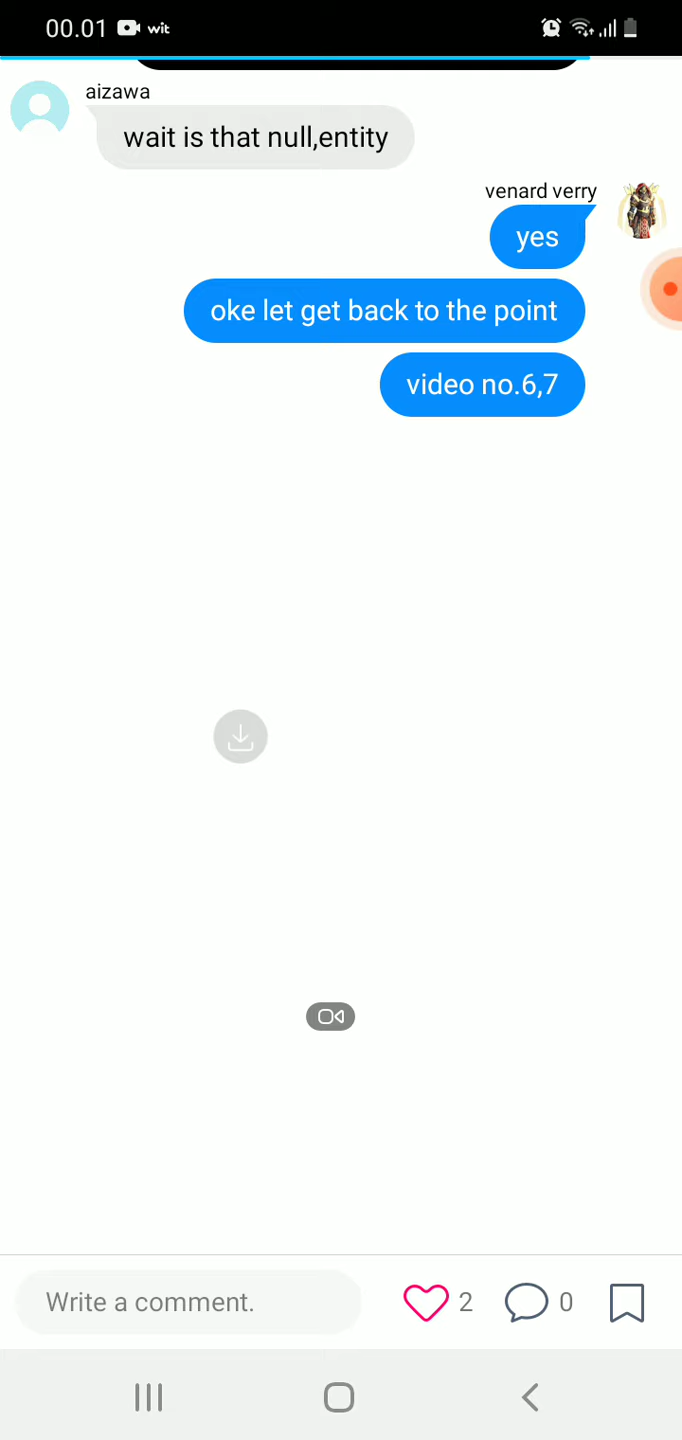 00.01 wit
aizawa
wait is that null,entity
venard verry
yes
oke let get back to the point
video no.6,7
Write a comment.
2
0